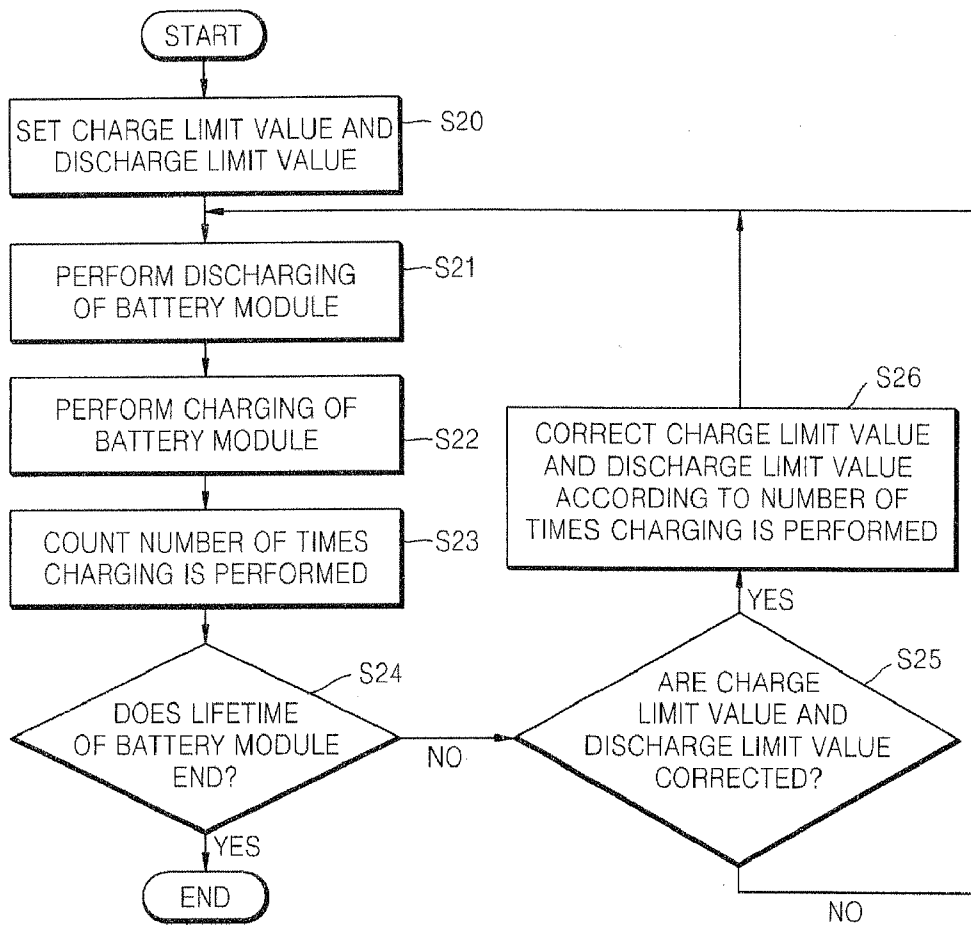 START
SET CHARGE LIMIT VALUE AND
DISCHARGE LIMIT VALUE
S20
PERFORM DISCHARGING
OF BATTERY MODULE
S21
PERFORM CHARGING OF
BATTERY MODULE
S22
COUNT NUMBER OF TIMES
CHARGING IS PERFORMED
S23
DOES LIFETIME
OF BATTERY MODULE
END?
S24
NO
YES
END
ARE CHARGE
LIMIT VALUE AND
DISCHARGE LIMIT VALUE
CORRECTED?
S25
YES
NO
CORRECT CHARGE LIMIT VALUE
AND DISCHARGE LIMIT VALUE
ACCORDING TO NUMBER OF
TIMES CHARGING IS PERFORMED
S26